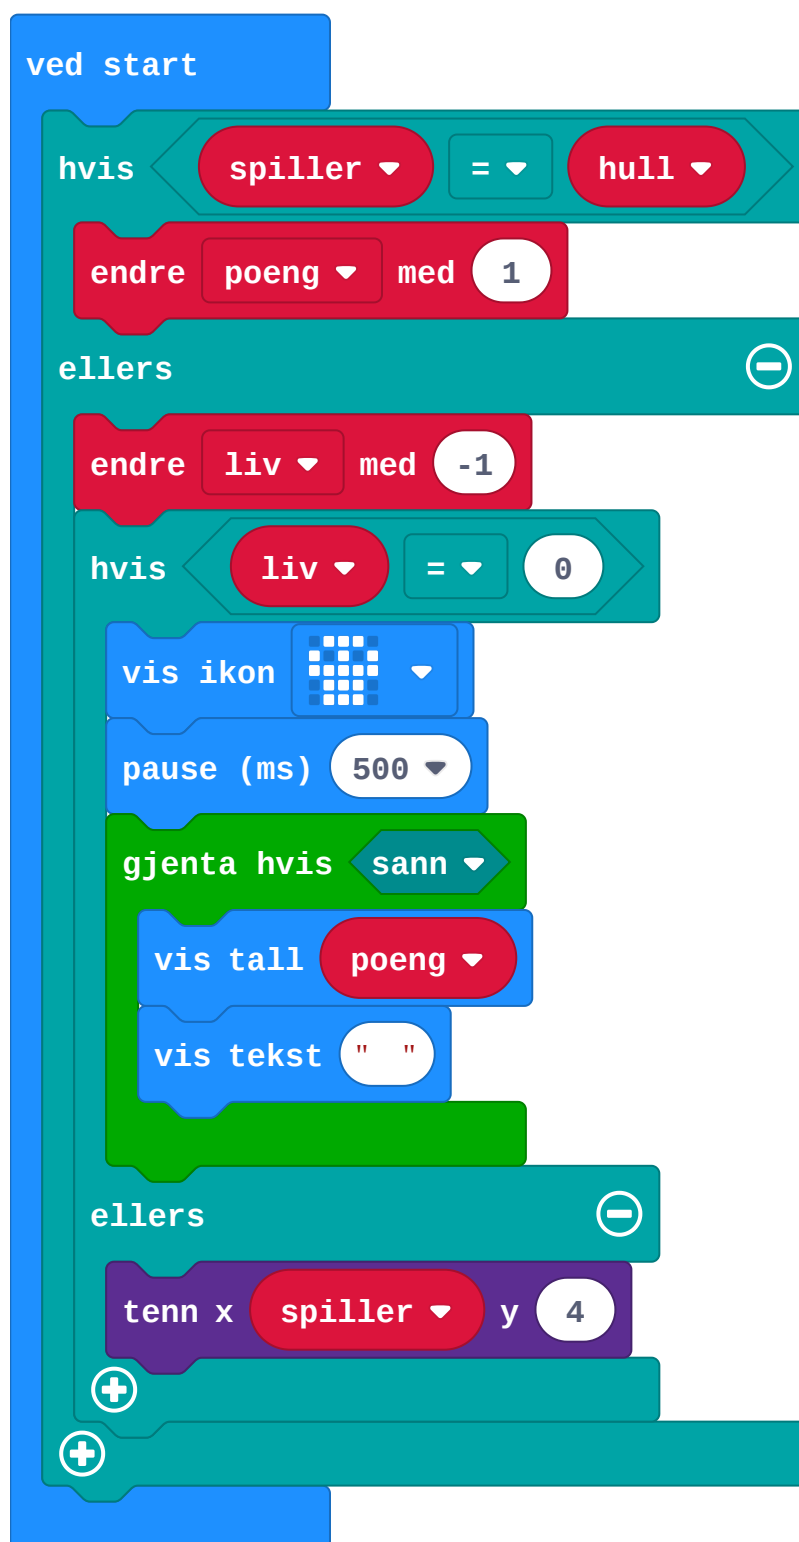 ved start
hvis spiller = hull
endre poeng med 1
ellers
endre liv med -1
hvis liv = 0
vis ikon
pause (ms) 500
gjenta hvis sann
vis tall poeng
vis tekst " "
ellers
tenn x spiller y 4